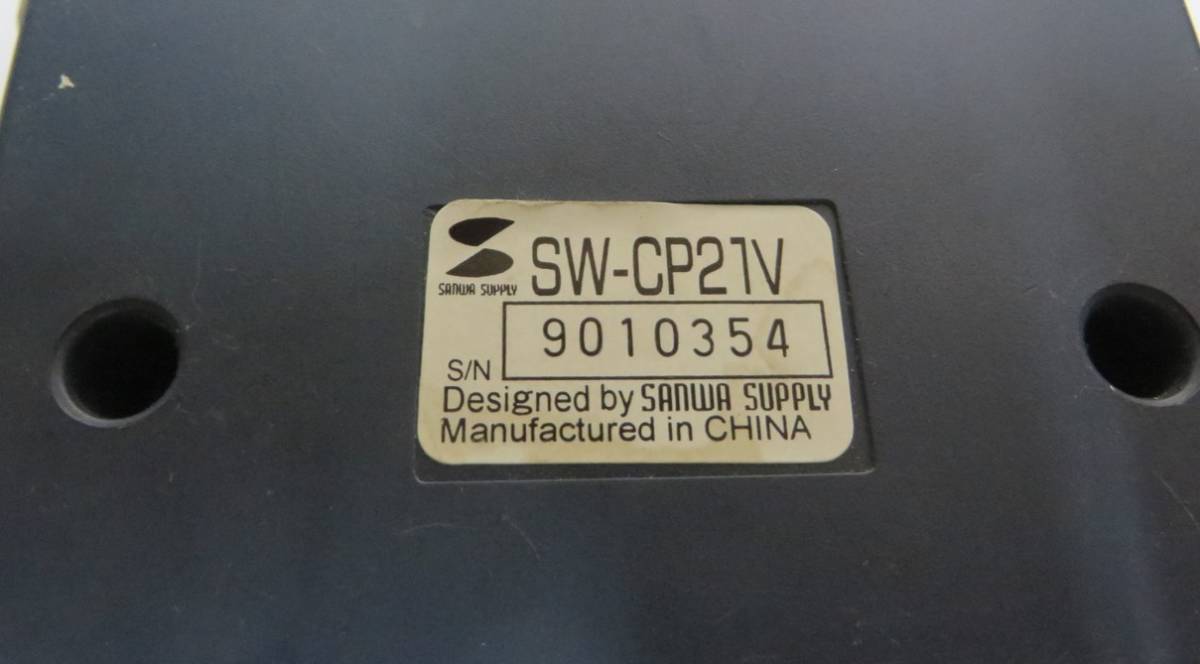 SW-CP21V
SANWA SUPPLY
9010354
S/N
Designed by SANWA SUPPLY
Manufactured in CHINA